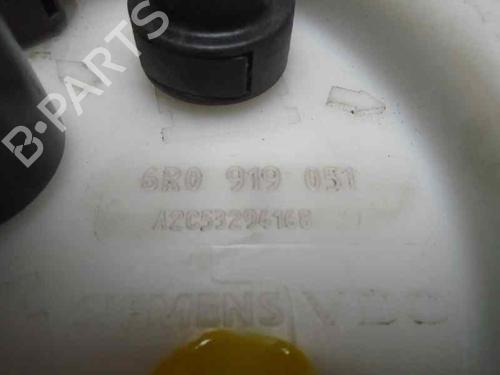 B-PARTS
6R0 919 051
A2C53294168
SIEMENS VDO